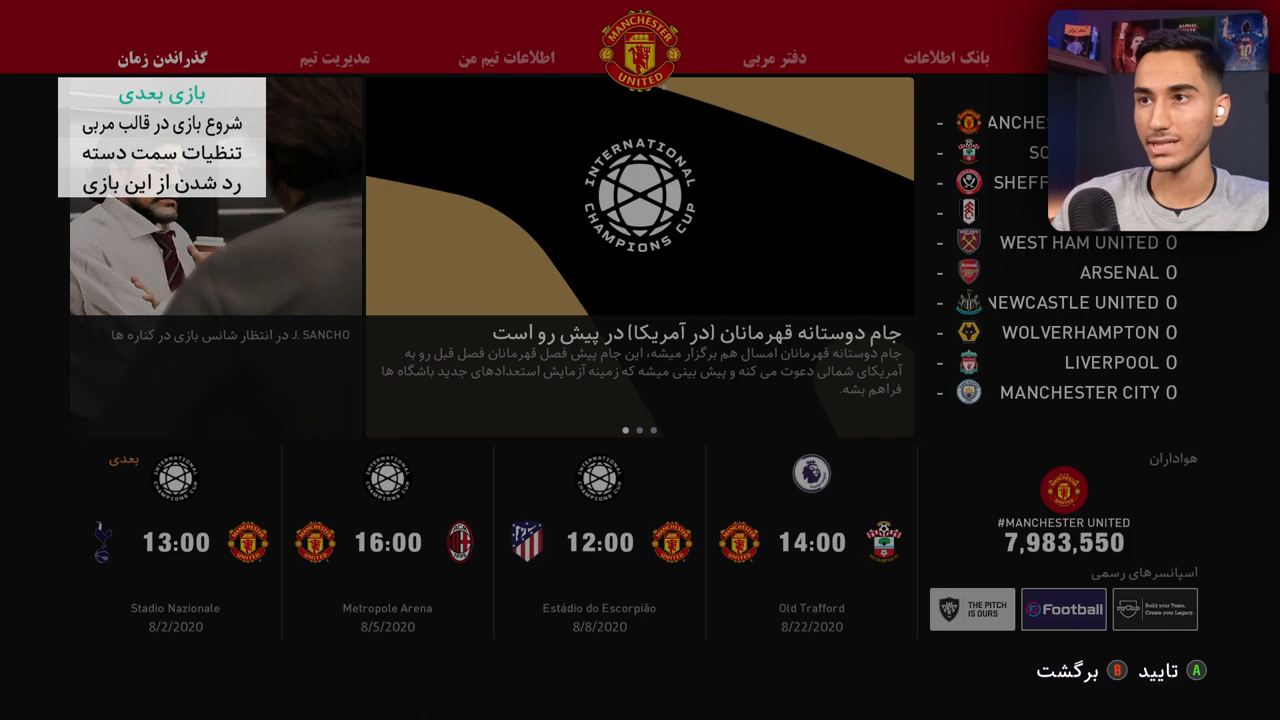 بانک اطلاعات
دفتر مربی
MANCHESTER
UNITED
اطلاعات تیم من
مدیریت تیم
گذراندن زمان
بازی بعدی
شروع بازی در قالب مربی
تنظیات سمت دسته
رد شدن از این بازی
J. SANCHO در انتظار شانس بازی در کناره ها
INTERNATIONAL
CHAMPIONS CUP
جام دوستانه قهرمانان (در آمریکا) در پیش رو است
جام دوستانه قهرمانان امسال هم برگزار میشه، این جام پیش فصل قهرمانان فصل قبل رو به
آمریکای شمالی دعوت می کنه و پیش بینی میشه که زمینه آزمایش استعدادهای جدید باشگاه ها
فراهم بشه.
- ANCHES
- SO
- SHEFF
-
- WEST HAM UNITED 0
- ARSENAL 0
- NEWCASTLE UNITED 0
- WOLVERHAMPTON 0
- LIVERPOOL 0
- MANCHESTER CITY 0
بعدی
13:00
Stadio Nazionale
8/2/2020
16:00
Metropole Arena
8/5/2020
12:00
Estádio do Escorpião
8/8/2020
14:00
Old Trafford
8/22/2020
هواداران
#MANCHESTER UNITED
7,983,550
اسپانسرهای رسمی
THE PITCH
IS OURS
eFootball
myClub
Build your Team.
Create your Legacy.
B برگشت
A تایید